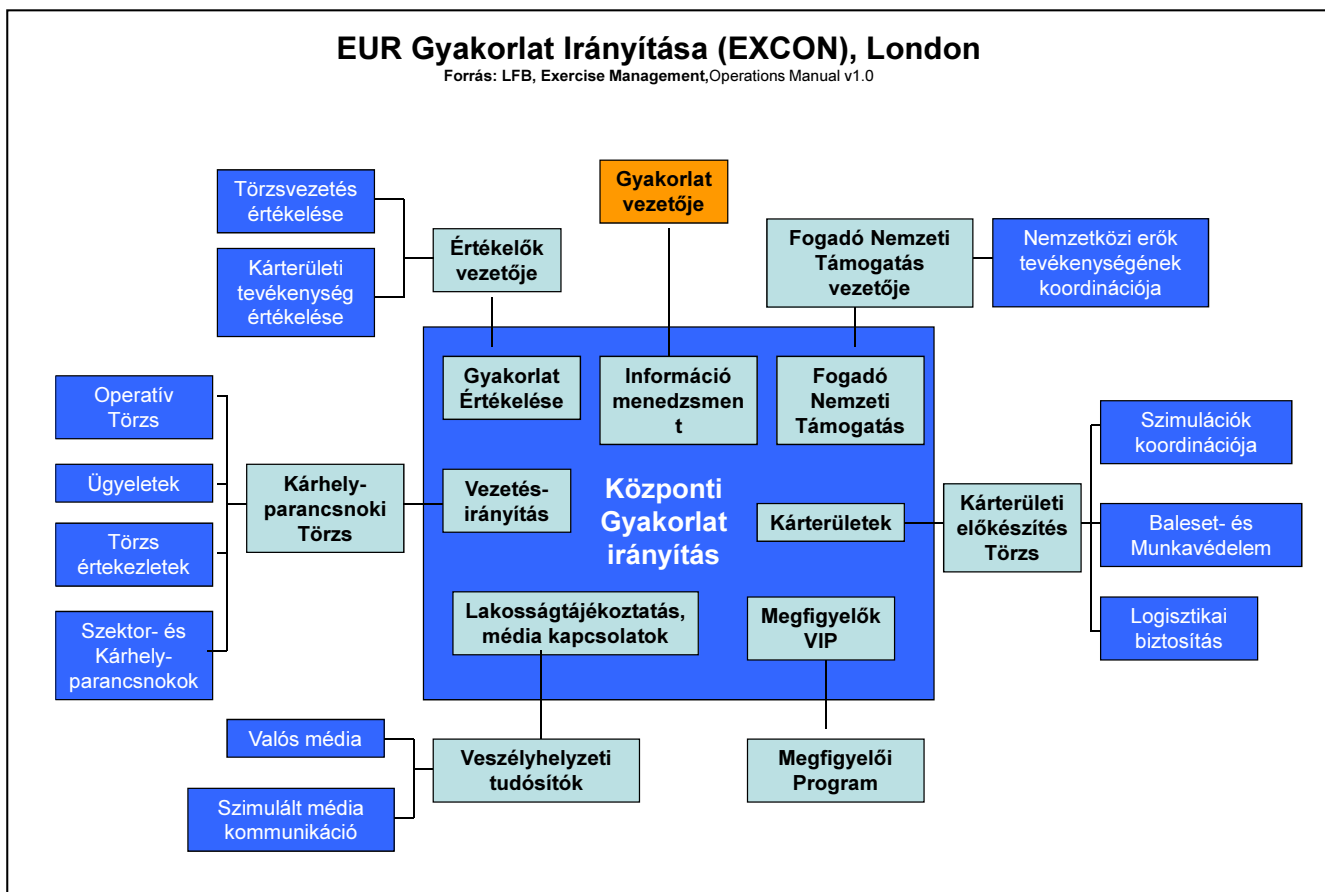 EUR Gyakorlat Irányítása (EXCON), London
Forrás: LFB, Exercise Management,Operations Manual v1.0
Törzsvezetés
értékelése
Kárterületi
tevékenység
értékelése
Értékelők
vezetője
Gyakorlat
vezetője
Fogadó Nemzeti
Támogatás
vezetője
Nemzetközi erők
tevékenységének
koordinációja
Gyakorlat
Értékelése
Információ
menedzsmen
t
Fogadó
Nemzeti
Támogatás
Operatív
Törzs
Ügyeletek
Törzs
értekezletek
Szektor- és
Kárhely-
parancsnokok
Kárhely-
parancsnoki
Törzs
Vezetés-
irányítás
Központi
Gyakorlat
irányítás
Kárterületek
Kárterületi
előkészítés
Törzs
Szimulációk
koordinációja
Baleset- és
Munkavédelem
Logisztikai
biztosítás
Lakosságtájékoztatás,
média kapcsolatok
Megfigyelők
VIP
Valós média
Szimulált média
kommunikáció
Veszélyhelyzeti
tudósítók
Megfigyelői
Program